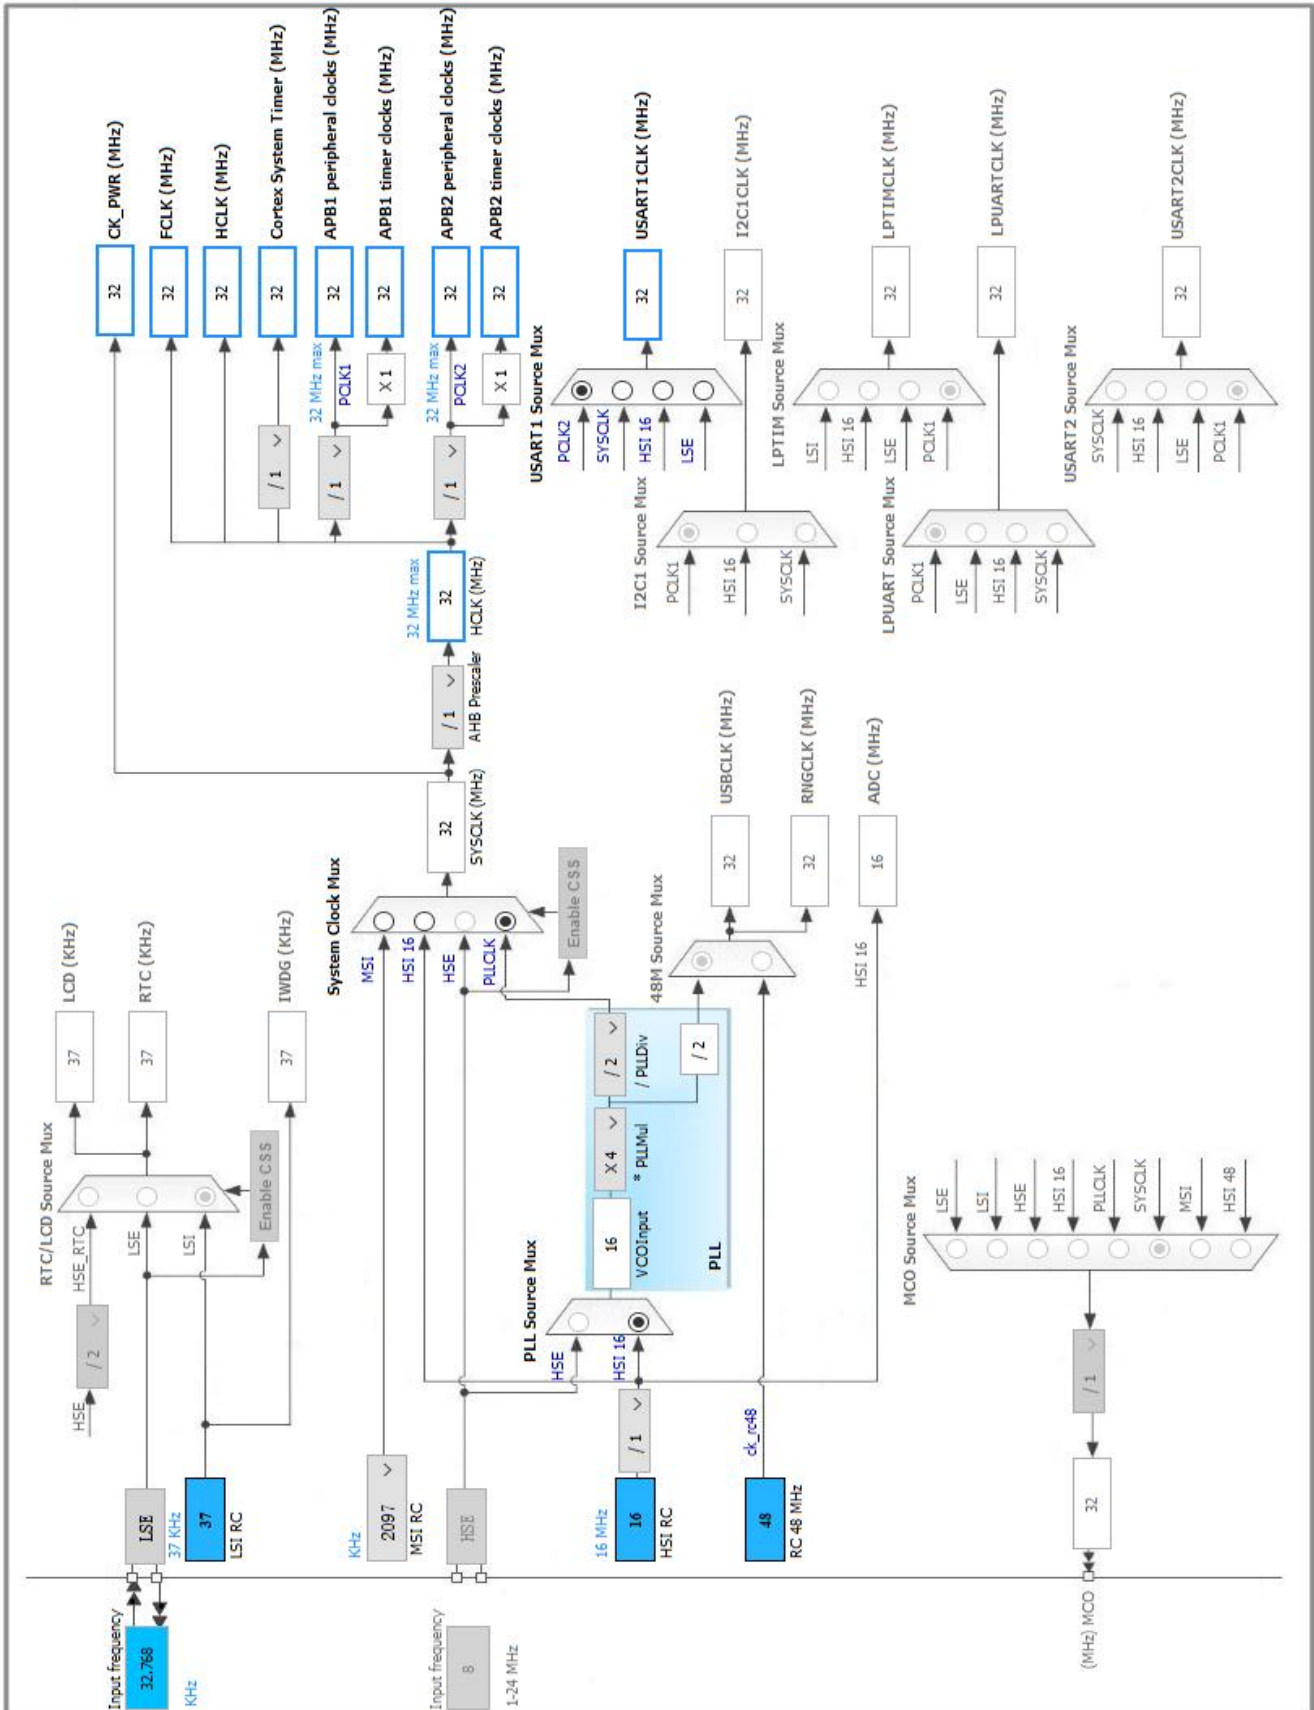 Input frequency
32.768
KHz
LSE
37 KHz
37
LSI RC
HSE
/ 2
HSE_RTC
LSE
LSI
RTC/LCD Source Mux
Enable CSS
37
LCD (KHz)
37
RTC (KHz)
37
IWDG (KHz)
KHz
2097
MSI RC
Input frequency
8
1-24 MHz
HSE
16 MHz
16
HSI RC
/ 1
48
RC 48 MHz
ck_rc48
PLL Source Mux
HSE
HSI 16
16
VCOInput
X 4
* PLLMul
/ 2
/ PLLDiv
/ 2
PLL
System Clock Mux
MSI
HSI 16
HSE
PLLCLK
Enable CSS
48M Source Mux
32
USBCLK (MHz)
32
RNGCLK (MHz)
HSI 16
16
ADC (MHz)
32
SYSCLK (MHz)
/ 1
AHB Prescaler
32 MHz max
32
HCLK (MHz)
32
CK_PWR (MHz)
32
FCLK (MHz)
32
HCLK (MHz)
/ 1
32
Cortex System Timer (MHz)
/ 1
32 MHz max
PCLK1
32
APB1 peripheral clocks (MHz)
X 1
32
APB1 timer clocks (MHz)
/ 1
32 MHz max
PCLK2
32
APB2 peripheral clocks (MHz)
X 1
32
APB2 timer clocks (MHz)
USART1 Source Mux
PCLK2
SYSCLK
HSI 16
LSE
32
USART1CLK (MHz)
I2C1 Source Mux
PCLK1
HSI 16
SYSCLK
32
I2C1CLK (MHz)
LPTIM Source Mux
LSI
HSI 16
LSE
PCLK1
32
LPTIMCLK (MHz)
LPUART Source Mux
PCLK1
LSE
HSI 16
SYSCLK
32
LPUARTCLK (MHz)
USART2 Source Mux
SYSCLK
HSI 16
LSE
PCLK1
32
USART2CLK (MHz)
MCO Source Mux
LSE
LSI
HSE
HSI 16
PLLCLK
SYSCLK
MSI
HSI 48
/ 1
32
(MHz) MCO